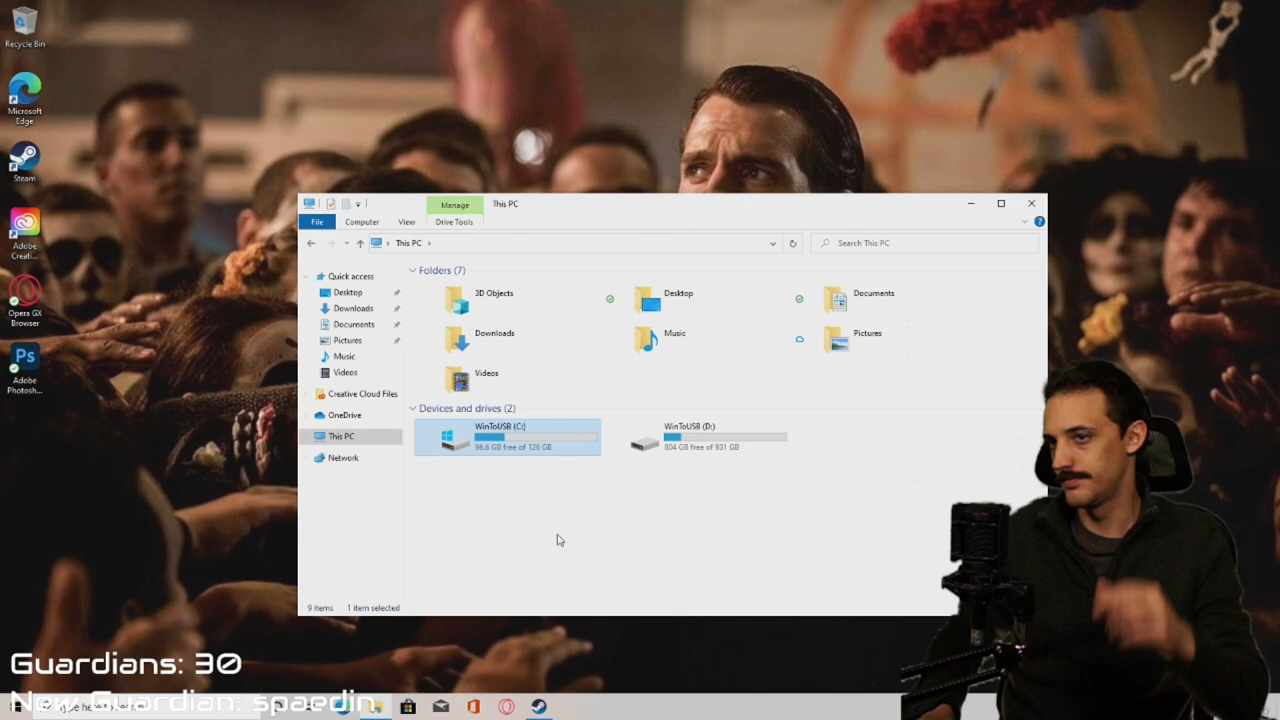 Recycle Bin
Microsoft
Edge
Steam
Adobe
Creati...
Opera GX
Browser
Adobe
Photosh...
Manage
This PC
File
Computer
View
Drive Tools
This PC
Search This PC
Quick access
Desktop
Downloads
Documents
Pictures
Music
Videos
Creative Cloud Files
OneDrive
This PC
Network
Folders (7)
3D Objects
Desktop
Documents
Downloads
Music
Pictures
Videos
Devices and drives (2)
WinToUSB (C:)
96.6 GB free of 126 GB
WinToUSB (D:)
804 GB free of 931 GB
9 items
1 item selected
Guardians: 30
New Guardian: spaedin